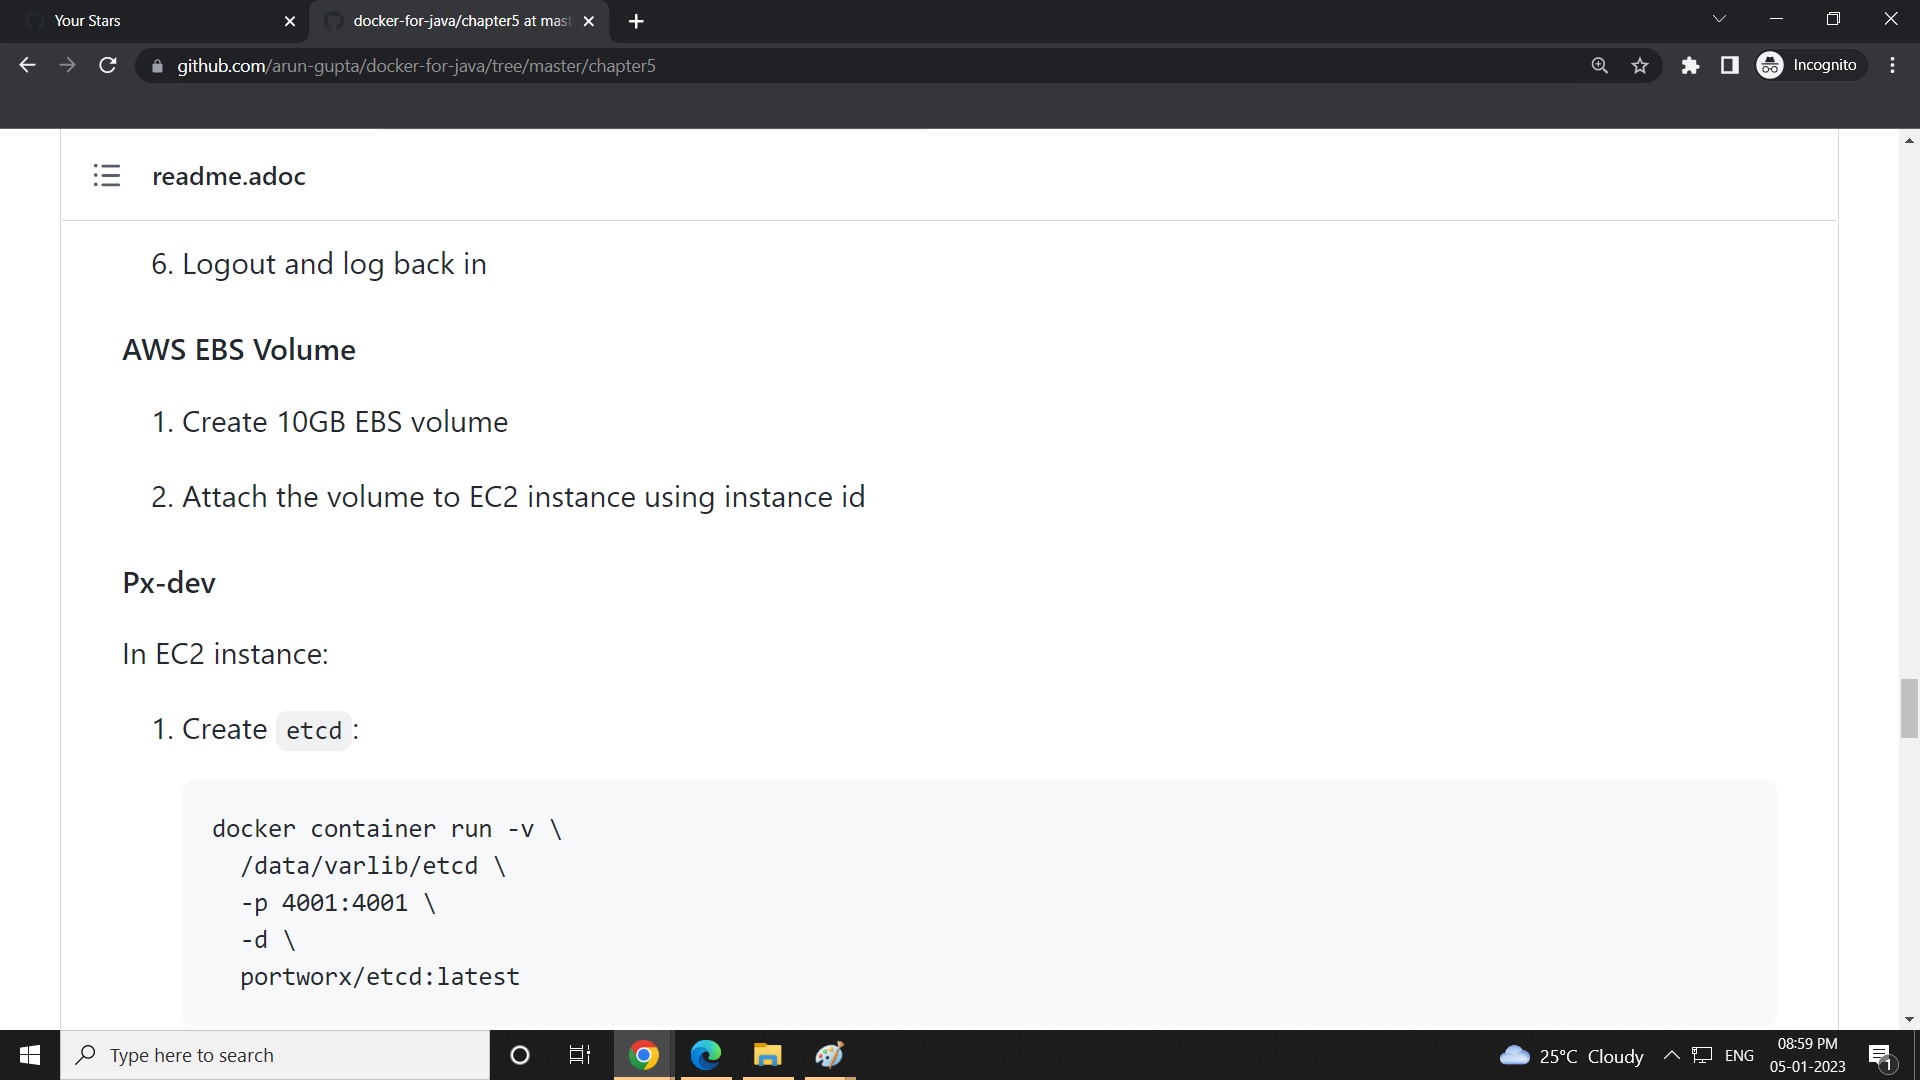 Your Stars
docker-for-java/chapter5 at mast
github.com/arun-gupta/docker-for-java/tree/master/chapter5
Incognito
readme.adoc
6. Logout and log back in
AWS EBS Volume
1. Create 10GB EBS volume
2. Attach the volume to EC2 instance using instance id
Px-dev
In EC2 instance:
1. Create etcd:
docker container run -v \
/data/varlib/etcd \
-p 4001:4001 \
-d \
portworx/etcd:latest
Type here to search
25°C Cloudy
ENG
08:59 PM
05-01-2023
1